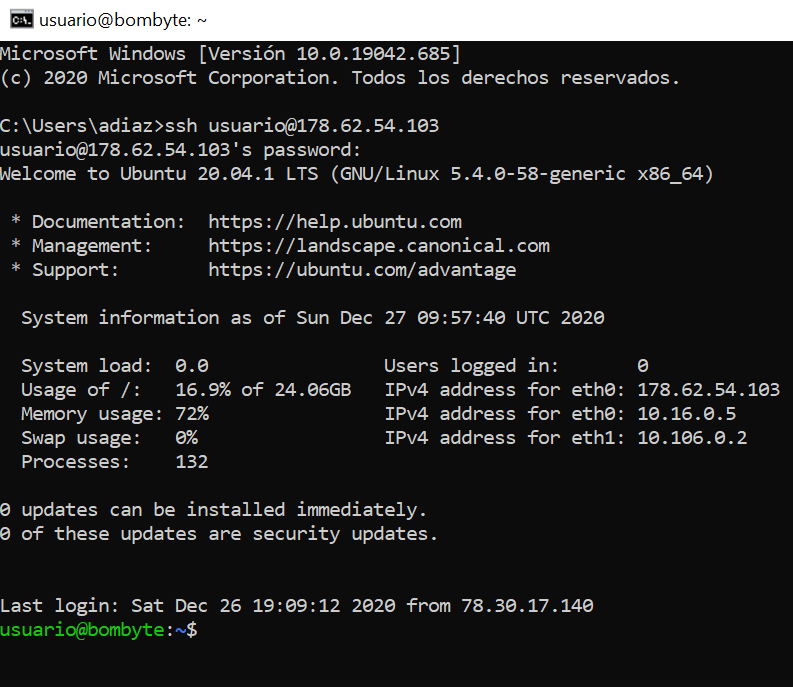 usuario@bombyte: ~
Microsoft Windows [Versión 10.0.19042.685]
(c) 2020 Microsoft Corporation. Todos los derechos reservados.
C:\Users\adiaz>ssh usuario@178.62.54.103
usuario@178.62.54.103's password:
Welcome to Ubuntu 20.04.1 LTS (GNU/Linux 5.4.0-58-generic x86_64)
* Documentation: https://help.ubuntu.com
* Management: https://landscape.canonical.com
* Support: https://ubuntu.com/advantage
System information as of Sun Dec 27 09:57:40 UTC 2020
System load: 0.0 Users logged in: 0
Usage of /: 16.9% of 24.06GB IPv4 address for eth0: 178.62.54.103
Memory usage: 72% IPv4 address for eth0: 10.16.0.5
Swap usage: 0% IPv4 address for eth1: 10.106.0.2
Processes: 132
0 updates can be installed immediately.
0 of these updates are security updates.
Last login: Sat Dec 26 19:09:12 2020 from 78.30.17.140
usuario@bombyte:~$